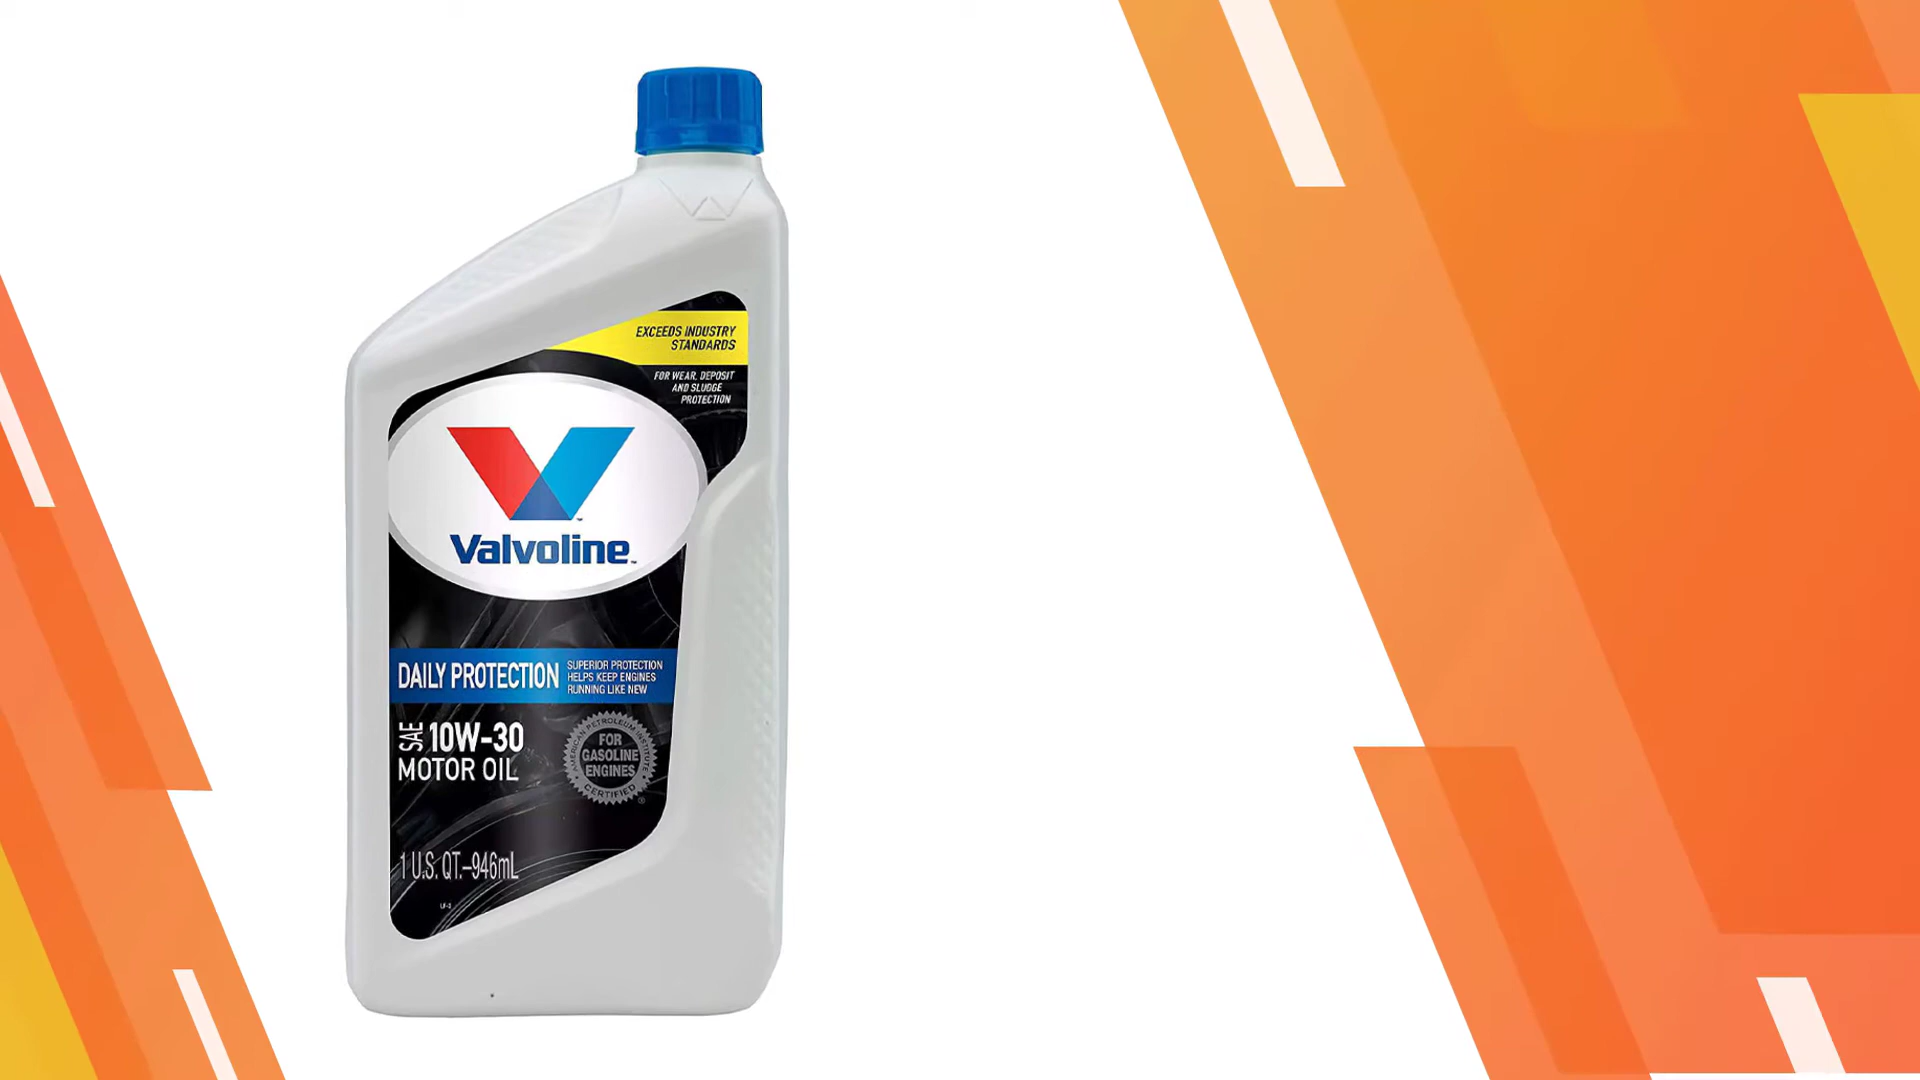 EXCEEDS INDUSTRY
STANDARDS
FOR WEAR, DEPOSIT
AND SLUDGE
PROTECTION
Valvoline™
DAILY PROTECTION
SUPERIOR PROTECTION
HELPS KEEP ENGINES
RUNNING LIKE NEW
SAE 10W-30
MOTOR OIL
AMERICAN PETROLEUM INSTITUTE
FOR
GASOLINE
ENGINES
CERTIFIED
®
1 U.S. QT.–946mL